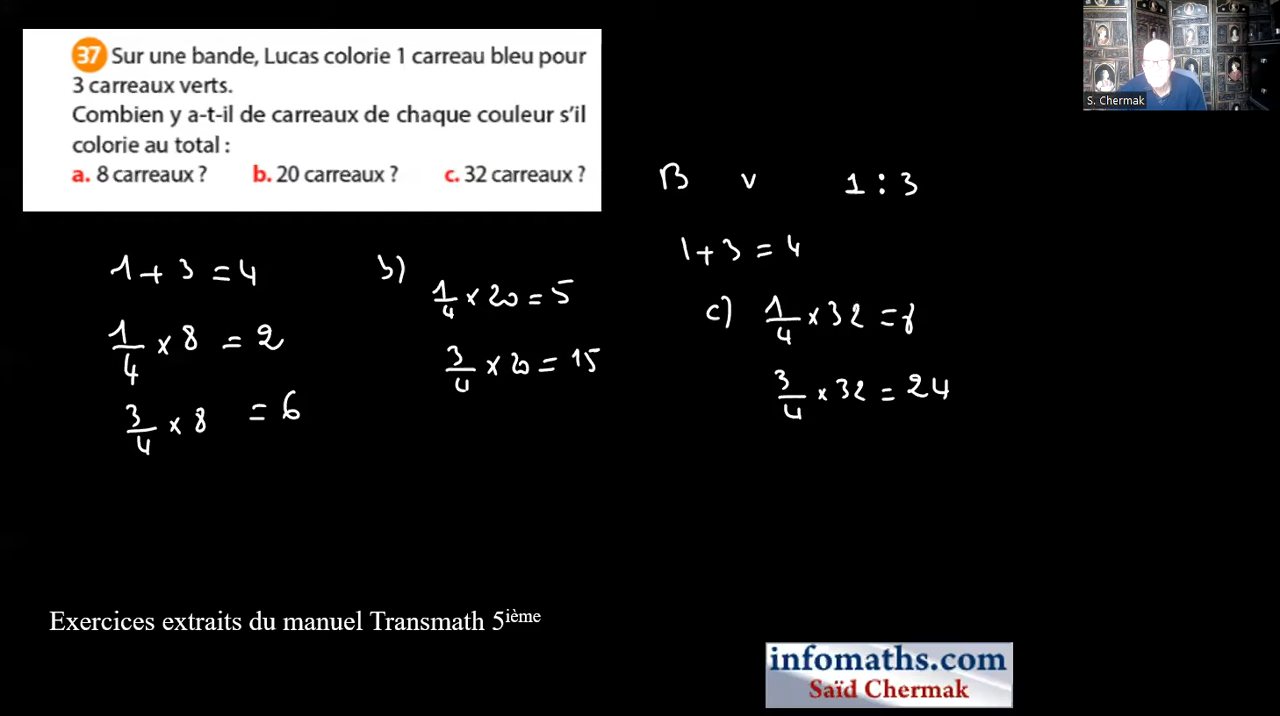 37 Sur une bande, Lucas colorie 1 carreau bleu pour
3 carreaux verts.
Combien y a-t-il de carreaux de chaque couleur s'il
colorie au total :
a. 8 carreaux ? b. 20 carreaux ? c. 32 carreaux ?
S. Chermak
B v 1 : 3
1 + 3 = 4
1/4 × 8 = 2
3/4 × 8 = 6
b)
1/4 × 20 = 5
3/4 × 20 = 15
1 + 3 = 4
c) 1/4 × 32 = 8
3/4 × 32 = 24
Exercices extraits du manuel Transmath 5ième
infomaths.com
Saïd Chermak